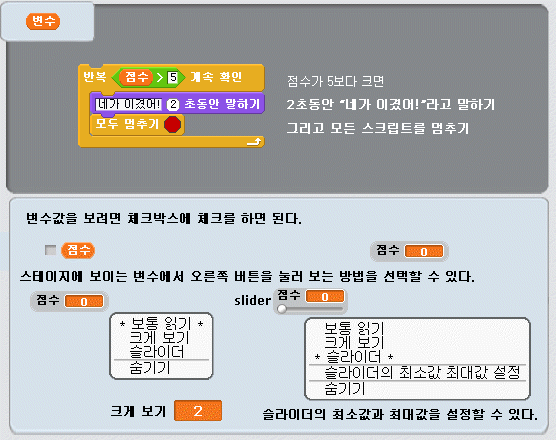 변수
반복 점수 > 5 계속 확인
네가 이겼어! 2 초동안 말하기
모두 멈추기
점수가 5보다 크면
2초동안 "네가 이겼어!"라고 말하기
그리고 모든 스크립트를 멈추기
변수값을 보려면 체크박스에 체크를 하면 된다.
점수
점수 0
스테이지에 보이는 변수에서 오른쪽 버튼을 눌러 보는 방법을 선택할 수 있다.
점수 0
slider 점수 0
* 보통 읽기 *
크게 보기
슬라이더
숨기기
보통 읽기
크게 보기
* 슬라이더 *
슬라이더의 최소값 최대값 설정
숨기기
크게 보기 2
슬라이더의 최소값과 최대값을 설정할 수 있다.